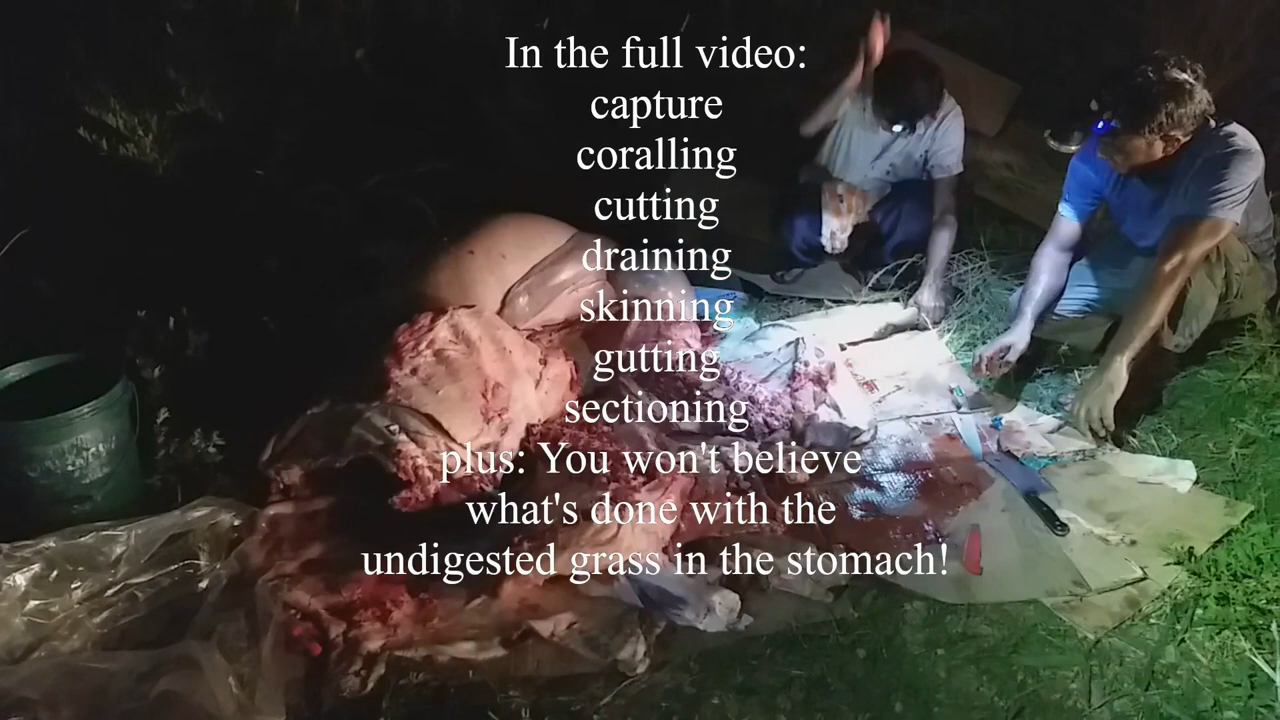 In the full video:
capture
coralling
cutting
draining
skinning
gutting
sectioning
plus: You won't believe
what's done with the
undigested grass in the stomach!